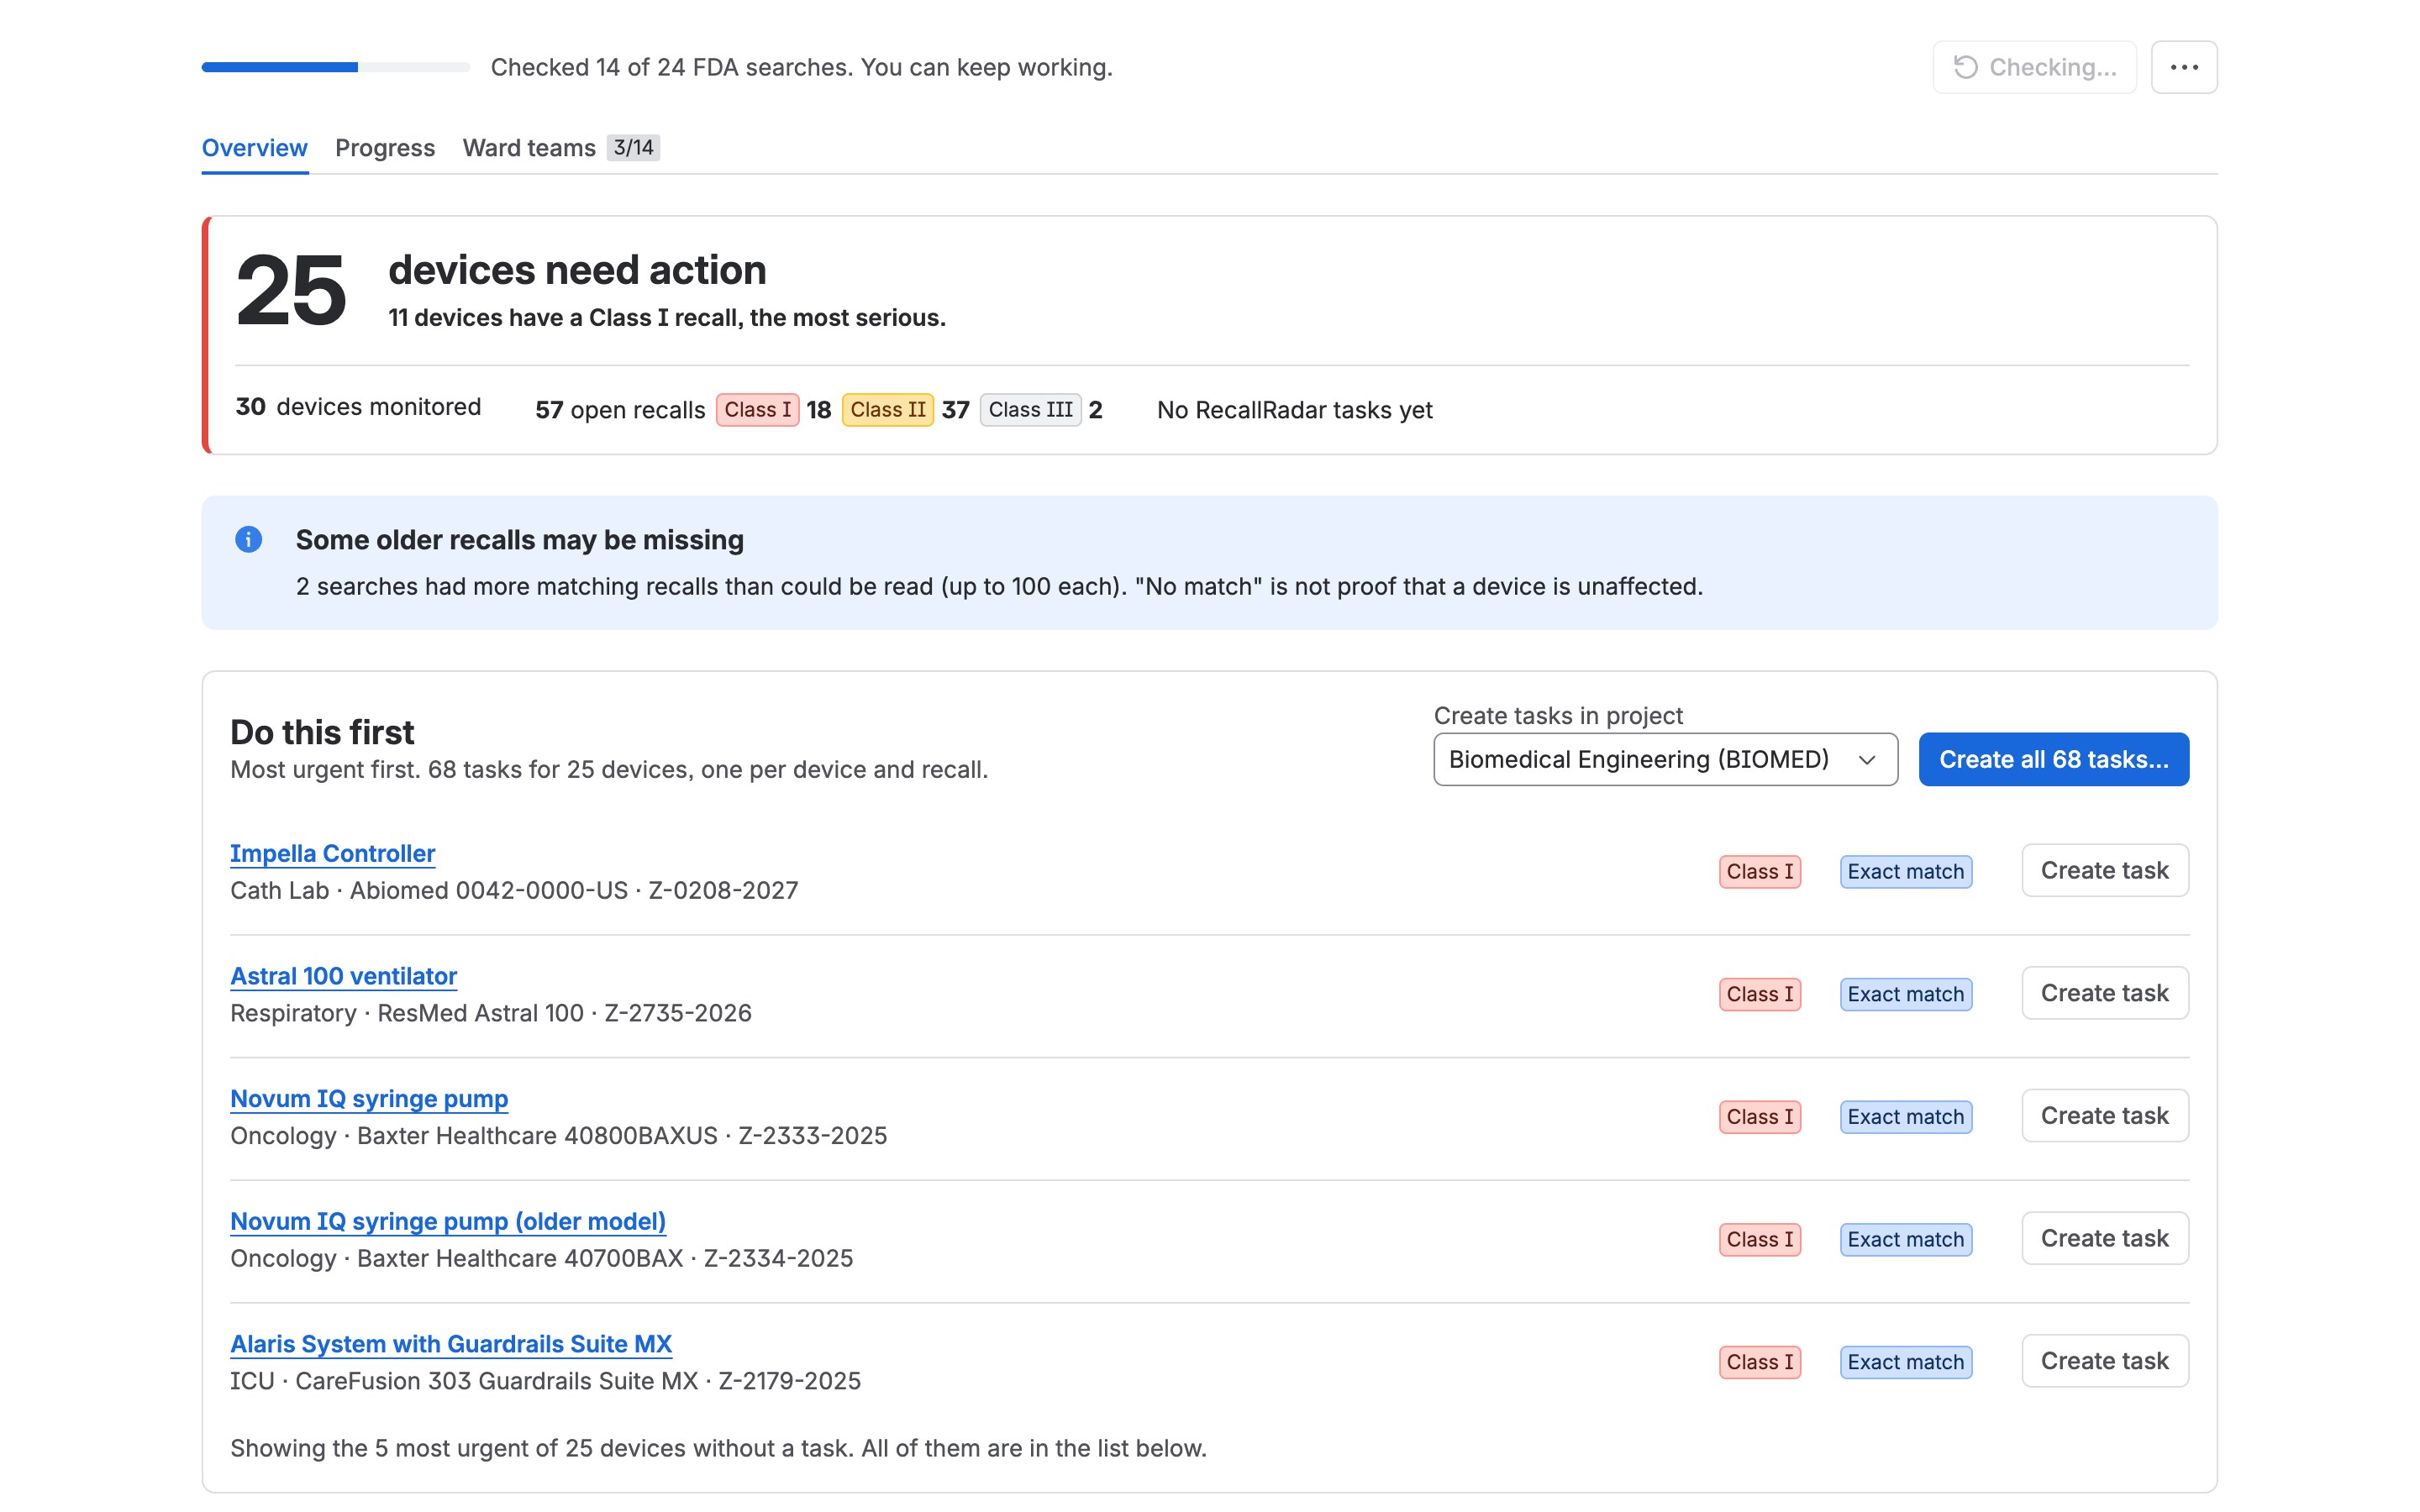 Checked 14 of 24 FDA searches. You can keep working.
Checking...
Overview Progress Ward teams 3/14
25 devices need action
11 devices have a Class I recall, the most serious.
30 devices monitored 57 open recalls Class I 18 Class II 37 Class III 2 No RecallRadar tasks yet
Some older recalls may be missing
2 searches had more matching recalls than could be read (up to 100 each). "No match" is not proof that a device is unaffected.
Do this first
Most urgent first. 68 tasks for 25 devices, one per device and recall.
Create tasks in project
Biomedical Engineering (BIOMED)
Create all 68 tasks...
Impella Controller
Cath Lab · Abiomed 0042-0000-US · Z-0208-2027
Class I Exact match Create task
Astral 100 ventilator
Respiratory · ResMed Astral 100 · Z-2735-2026
Class I Exact match Create task
Novum IQ syringe pump
Oncology · Baxter Healthcare 40800BAXUS · Z-2333-2025
Class I Exact match Create task
Novum IQ syringe pump (older model)
Oncology · Baxter Healthcare 40700BAX · Z-2334-2025
Class I Exact match Create task
Alaris System with Guardrails Suite MX
ICU · CareFusion 303 Guardrails Suite MX · Z-2179-2025
Class I Exact match Create task
Showing the 5 most urgent of 25 devices without a task. All of them are in the list below.